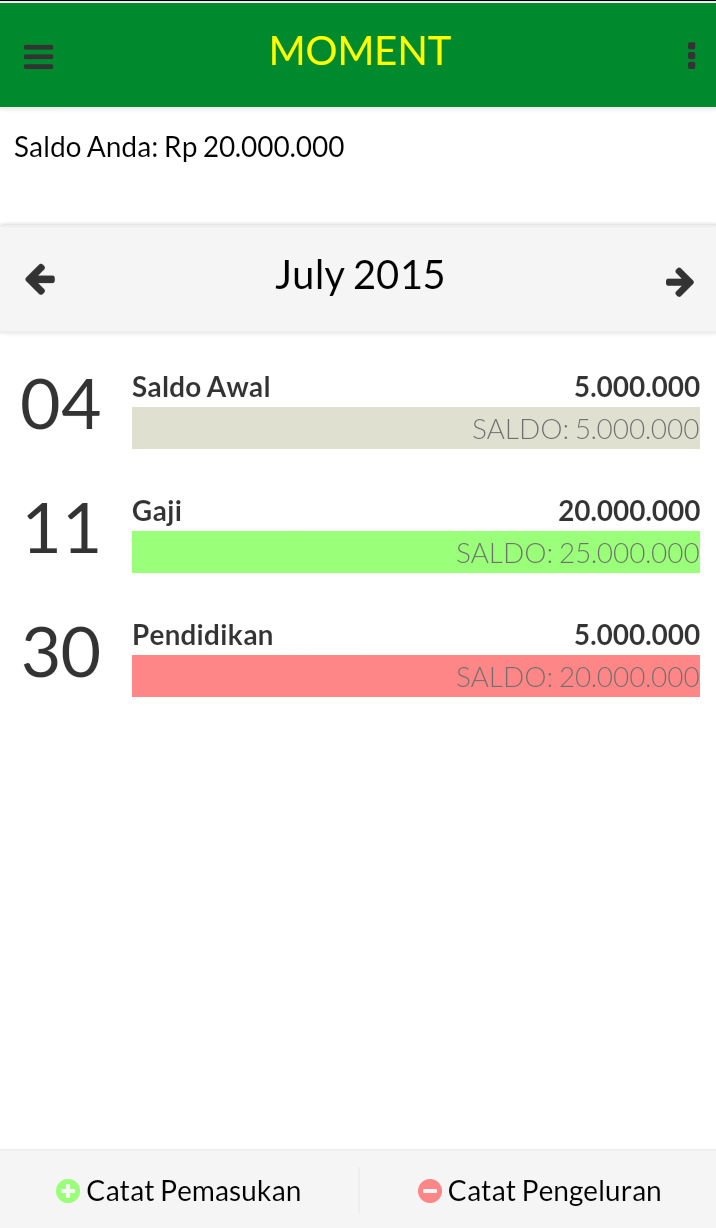 MOMENT
Saldo Anda: Rp 20.000.000
July 2015
04 Saldo Awal 5.000.000
SALDO: 5.000.000
11 Gaji 20.000.000
SALDO: 25.000.000
30 Pendidikan 5.000.000
SALDO: 20.000.000
Catat Pemasukan Catat Pengeluran